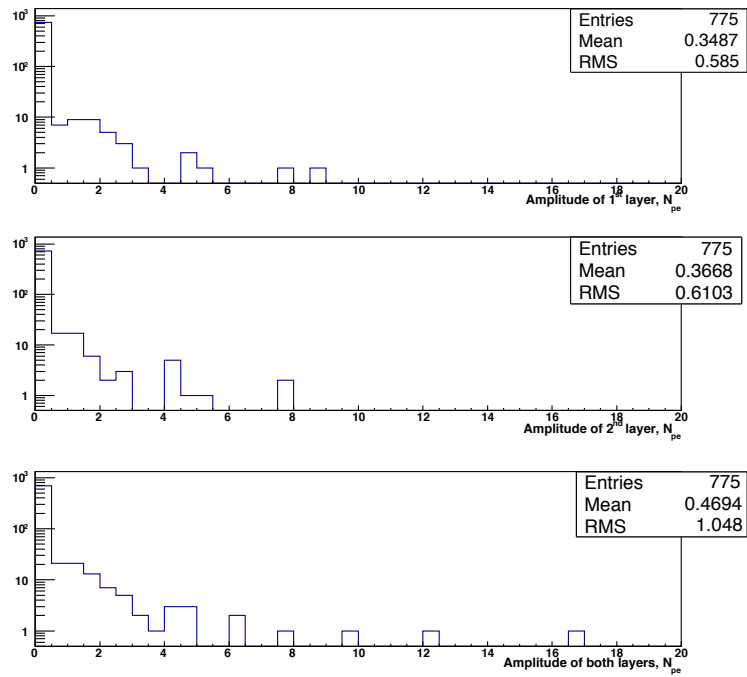 10³
10²
10
1
Entries 775
Mean 0.3487
RMS 0.585
0 2 4 6 8 10 12 14 16 18 20
Amplitude of 1st layer, Npe
10³
10²
10
1
Entries 775
Mean 0.3668
RMS 0.6103
0 2 4 6 8 10 12 14 16 18 20
Amplitude of 2nd layer, Npe
10³
10²
10
1
Entries 775
Mean 0.4694
RMS 1.048
0 2 4 6 8 10 12 14 16 18 20
Amplitude of both layers, Npe